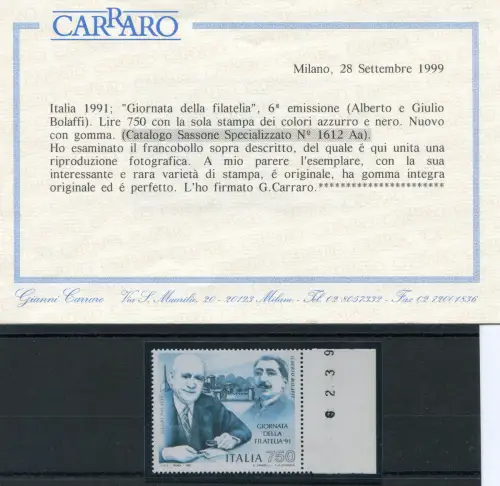 CARRARO
Milano, 28 Settembre 1999
Italia 1991; "Giornata della filatelia", 6ª emissione (Alberto e Giulio
Bolaffi). Lire 750 con la sola stampa dei colori azzurro e nero. Nuovo
con gomma. (Catalogo Sassone Specializzato Nº 1612 Aa).
Ho esaminato il francobollo sopra descritto, del quale é qui unita una
riproduzione fotografica. A mio parere l'esemplare, con la sua
interessante e rara varietà di stampa, é originale, ha gomma integra
originale ed é perfetto. L'ho firmato G.Carraro.********************
Gianni Carraro Via S. Maurilio, 20 - 20123 Milano - Tel. 02 8057332 - Fax 02 72001836
GIORNATA
DELLA
FILATELIA '91
ITALIA 750
2 3 9